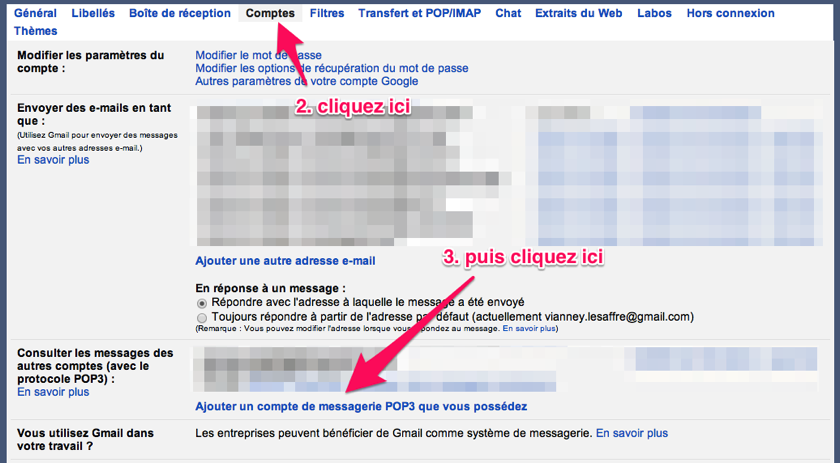 Général Libellés Boîte de réception Comptes Filtres Transfert et POP/IMAP Chat Extraits du Web Labos Hors connexion
Thèmes
Modifier les paramètres du
compte :
Modifier le mot de passe
Modifier les options de récupération du mot de passe
Autres paramètres de votre compte Google
2. cliquez ici
Envoyer des e-mails en tant
que :
(Utilisez Gmail pour envoyer des messages
avec vos autres adresses e-mail.)
En savoir plus
3. puis cliquez ici
Ajouter une autre adresse e-mail
En réponse à un message :
Répondre avec l'adresse à laquelle le message a été envoyé
Toujours répondre à partir de l'adresse par défaut (actuellement vianney.lesaffre@gmail.com)
(Remarque : Vous pouvez modifier l'adresse lorsque vous répondez au message. En savoir plus)
Consulter les messages des
autres comptes (avec le
protocole POP3) :
En savoir plus
Ajouter un compte de messagerie POP3 que vous possédez
Vous utilisez Gmail dans
votre travail ?
Les entreprises peuvent bénéficier de Gmail comme système de messagerie. En savoir plus